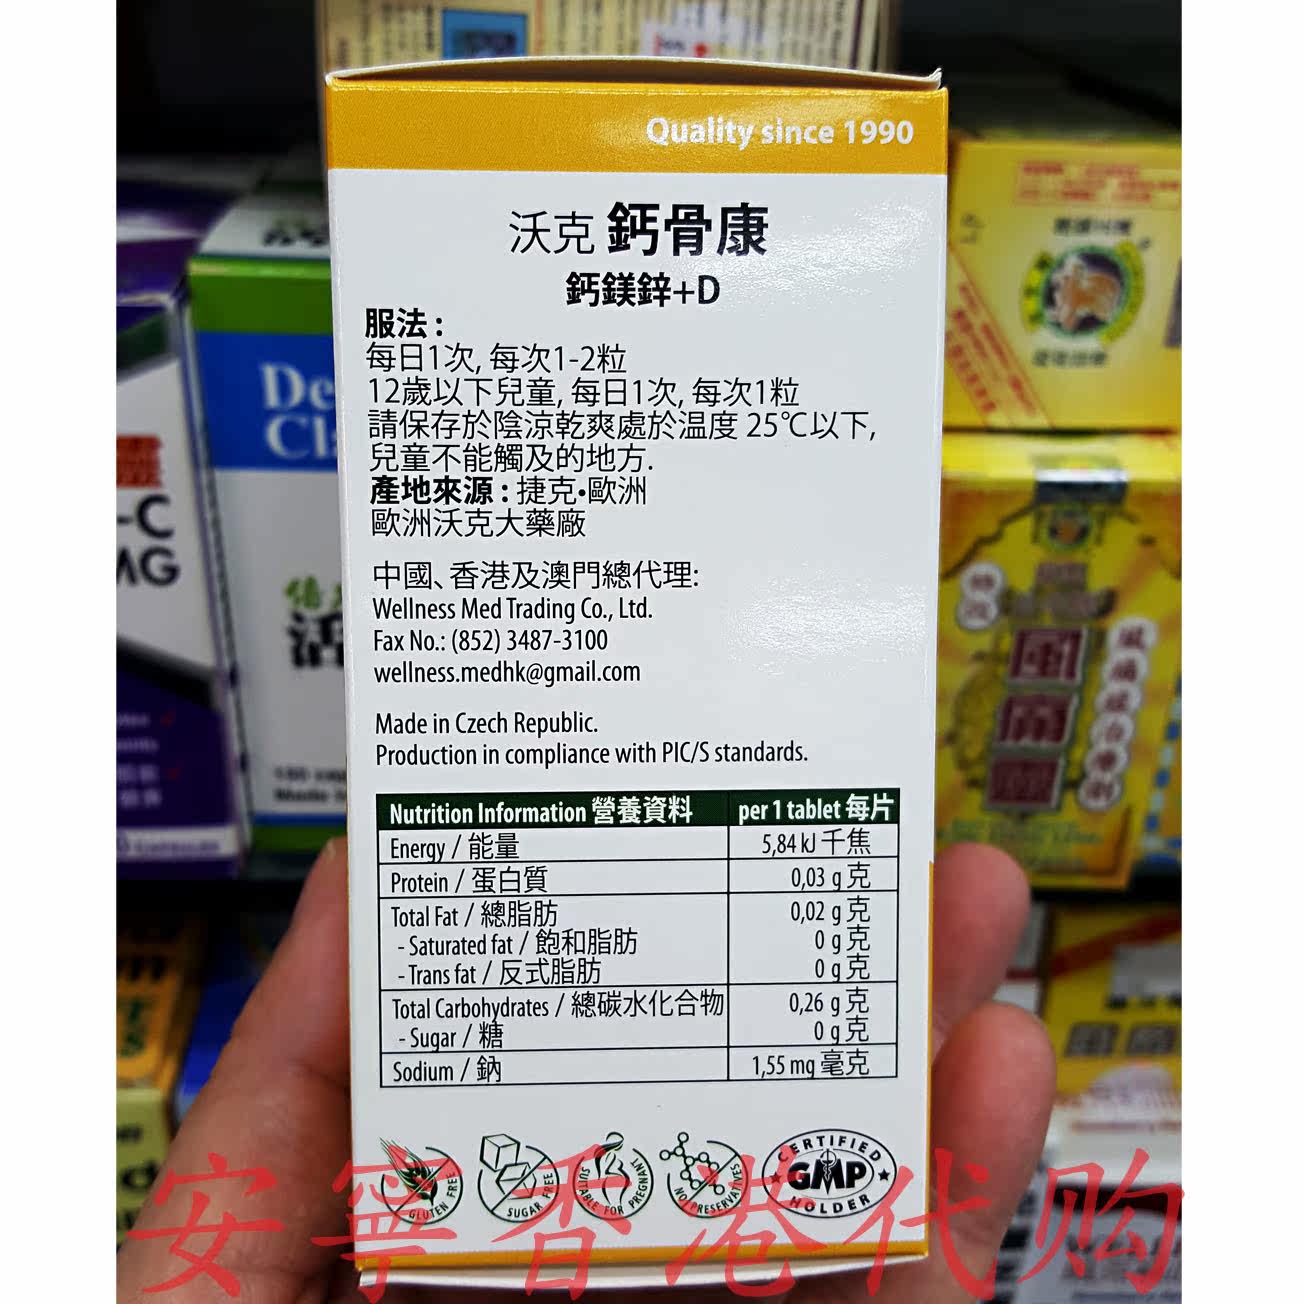 Quality since 1990
沃克 鈣骨康
鈣鎂鋅+D
服法 :
每日1次, 每次1-2粒
12歲以下兒童, 每日1次, 每次1粒
請保存於陰涼乾爽處於温度 25℃以下,
兒童不能觸及的地方.
產地來源 : 捷克•歐洲
歐洲沃克大藥廠
中國、香港及澳門總代理:
Wellness Med Trading Co., Ltd.
Fax No.: (852) 3487-3100
wellness.medhk@gmail.com
Made in Czech Republic.
Production in compliance with PIC/S standards.
Nutrition Information 營養資料 per 1 tablet 每片
Energy / 能量 5,84 kJ 千焦
Protein / 蛋白質 0,03 g 克
Total Fat / 總脂肪 0,02 g 克
- Saturated fat / 飽和脂肪 0 g 克
- Trans fat / 反式脂肪 0 g 克
Total Carbohydrates / 總碳水化合物 0,26 g 克
- Sugar / 糖 0 g 克
Sodium / 鈉 1,55 mg 毫克
GLUTEN FREE
SUGAR FREE
SUITABLE FOR PREGNANT
NO PRESERVATIVES
CERTIFIED
GMP
HOLDER
安寧香港代购
De
Cl
-C
MG
風
痛